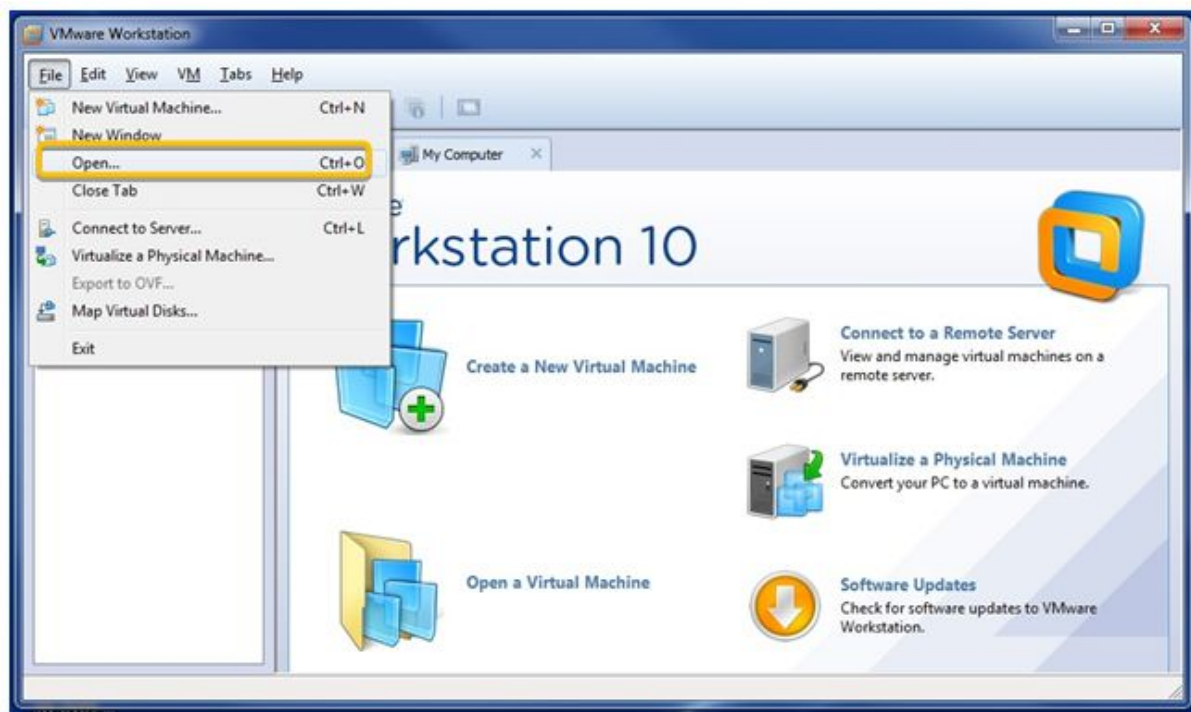 VMware Workstation
File Edit View VM Tabs Help
New Virtual Machine... Ctrl+N
New Window
Open... Ctrl+O
Close Tab Ctrl+W
Connect to Server... Ctrl+L
Virtualize a Physical Machine...
Export to OVF...
Map Virtual Disks...
Exit
My Computer
e
rkstation 10
Create a New Virtual Machine
Connect to a Remote Server
View and manage virtual machines on a
remote server.
Virtualize a Physical Machine
Convert your PC to a virtual machine.
Open a Virtual Machine
Software Updates
Check for software updates to VMware
Workstation.